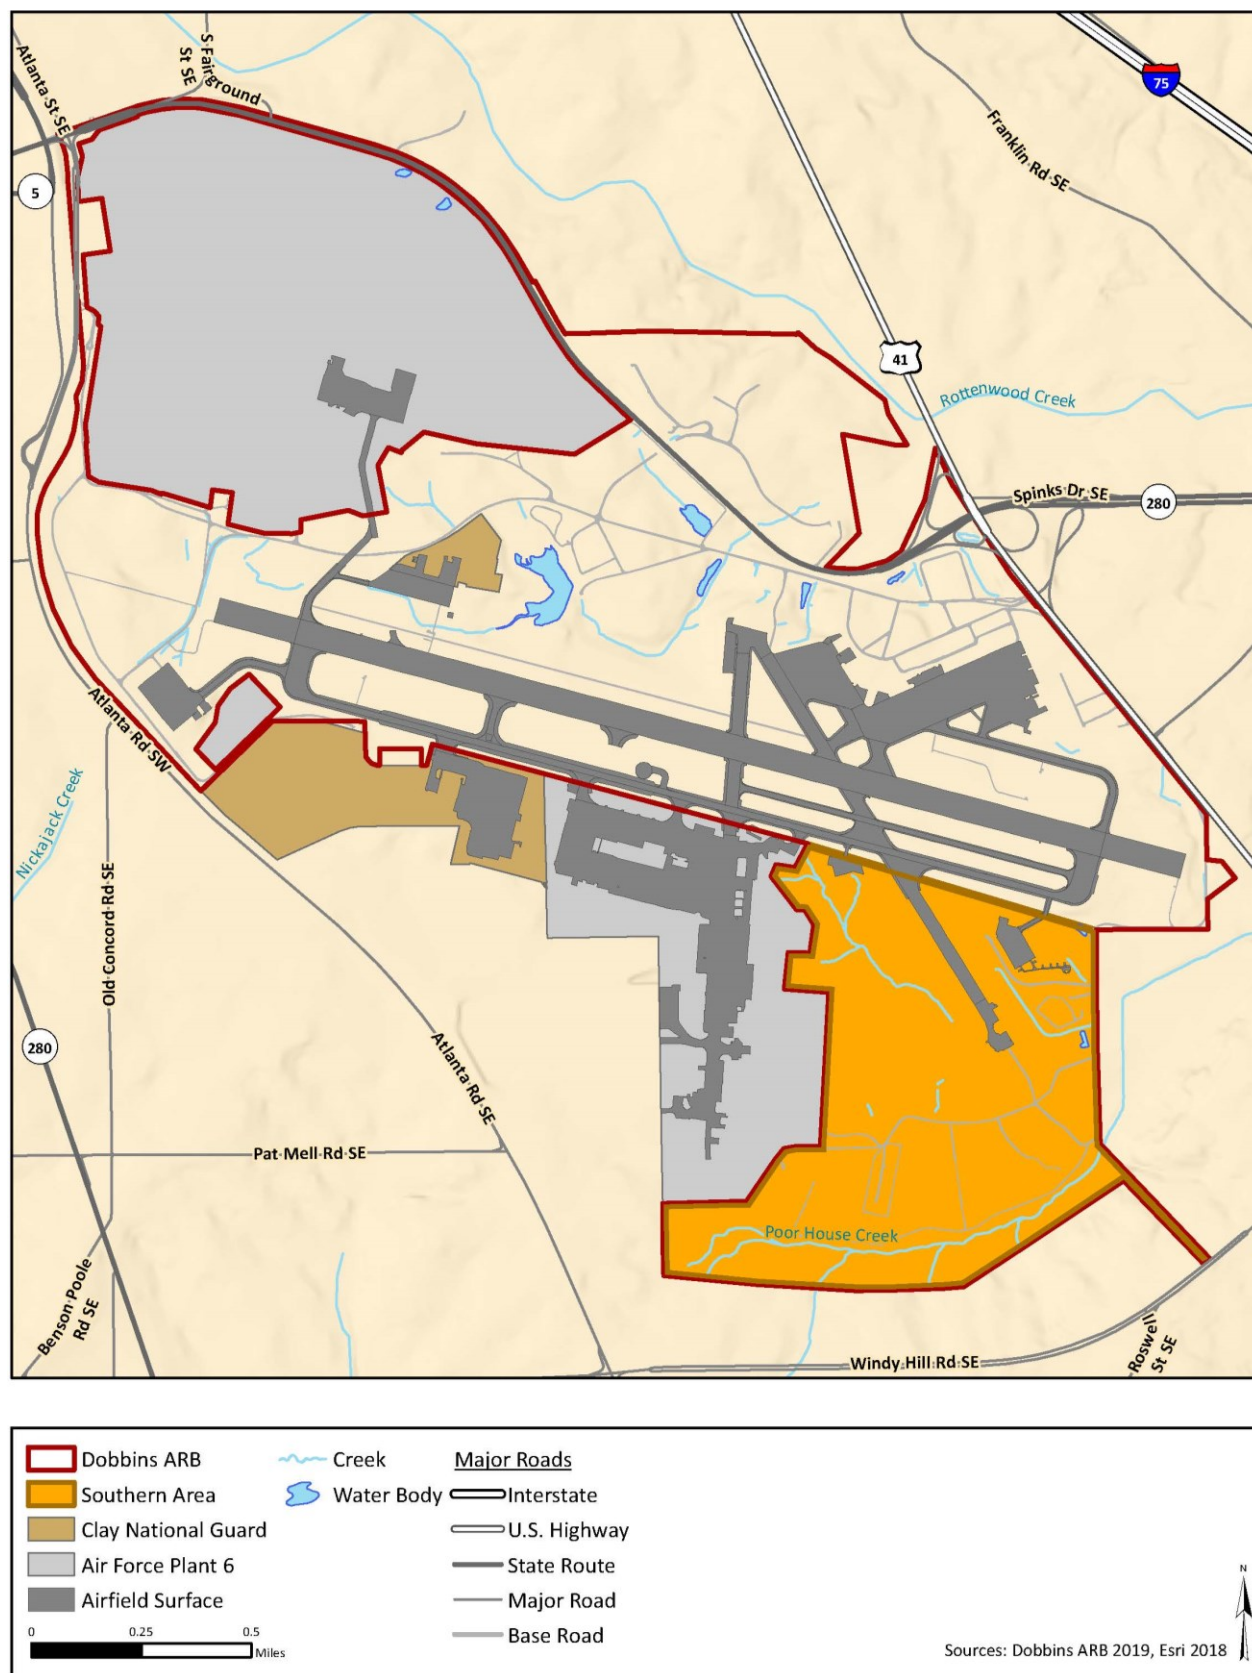 Atlanta St SE
S Fairground
St SE
75
Franklin Rd SE
5
41
Rottenwood Creek
Spinks Dr SE
280
Atlanta Rd SW
Nickajack Creek
Old Concord Rd SE
280
Atlanta Rd SE
Pat Mell Rd SE
Poor House Creek
Benson Poole
Rd SE
Roswell
St SE
Windy Hill Rd SE
Dobbins ARB
Southern Area
Clay National Guard
Air Force Plant 6
Airfield Surface
Creek
Water Body
Major Roads
Interstate
U.S. Highway
State Route
Major Road
Base Road
0 0.25 0.5
Miles
N
Sources: Dobbins ARB 2019, Esri 2018